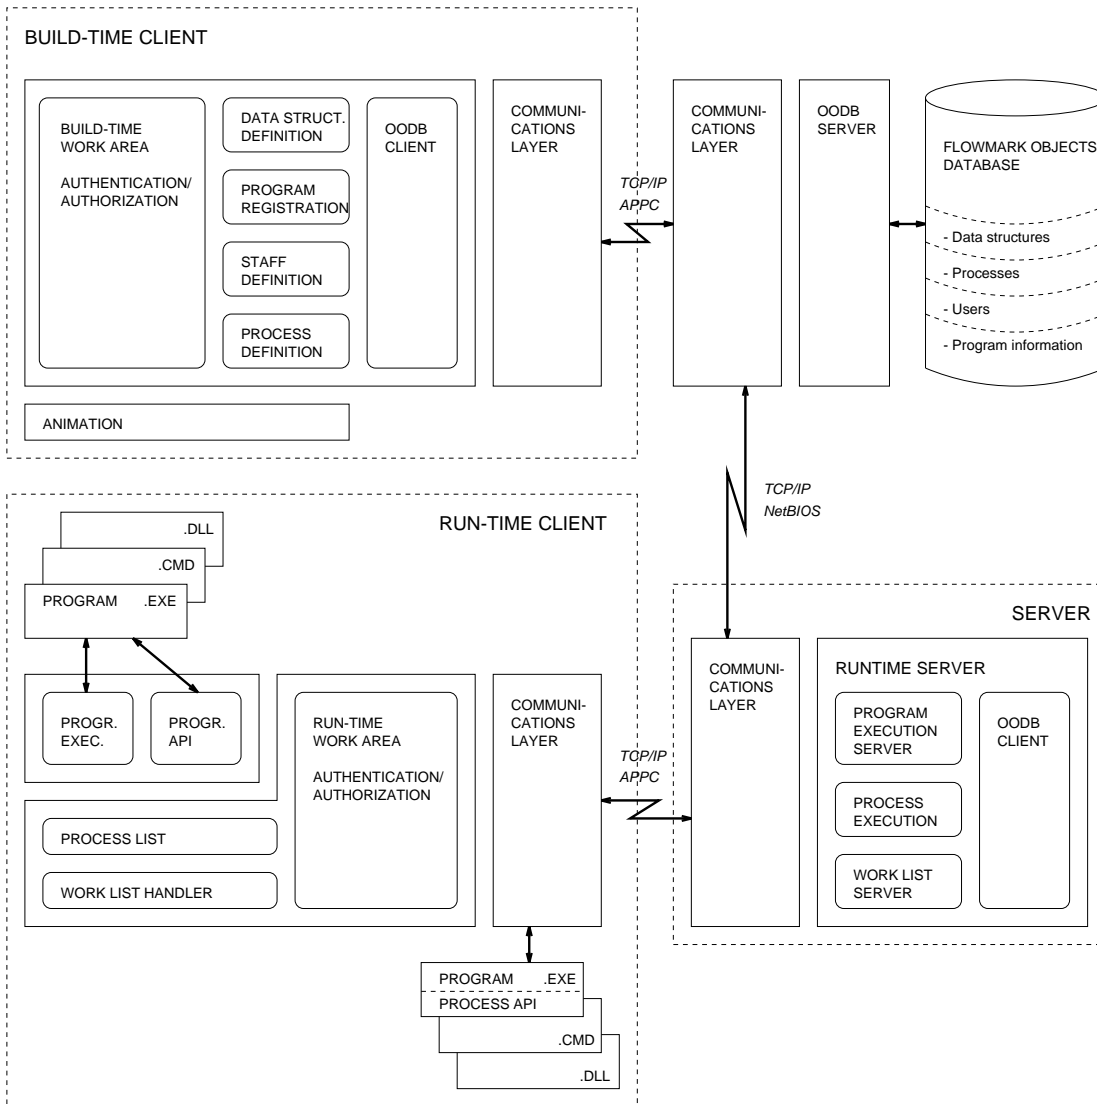 BUILD-TIME CLIENT
BUILD-TIME
WORK AREA
AUTHENTICATION/
AUTHORIZATION
DATA STRUCT.
DEFINITION
PROGRAM
REGISTRATION
STAFF
DEFINITION
PROCESS
DEFINITION
OODB
CLIENT
COMMUNI-
CATIONS
LAYER
ANIMATION
TCP/IP
APPC
COMMUNI-
CATIONS
LAYER
OODB
SERVER
FLOWMARK OBJECTS
DATABASE
- Data structures
- Processes
- Users
- Program information
TCP/IP
NetBIOS
RUN-TIME CLIENT
.DLL
.CMD
PROGRAM .EXE
PROGR.
EXEC.
PROGR.
API
RUN-TIME
WORK AREA
AUTHENTICATION/
AUTHORIZATION
PROCESS LIST
WORK LIST HANDLER
COMMUNI-
CATIONS
LAYER
TCP/IP
APPC
PROGRAM .EXE
PROCESS API
.CMD
.DLL
SERVER
COMMUNI-
CATIONS
LAYER
RUNTIME SERVER
PROGRAM
EXECUTION
SERVER
PROCESS
EXECUTION
WORK LIST
SERVER
OODB
CLIENT